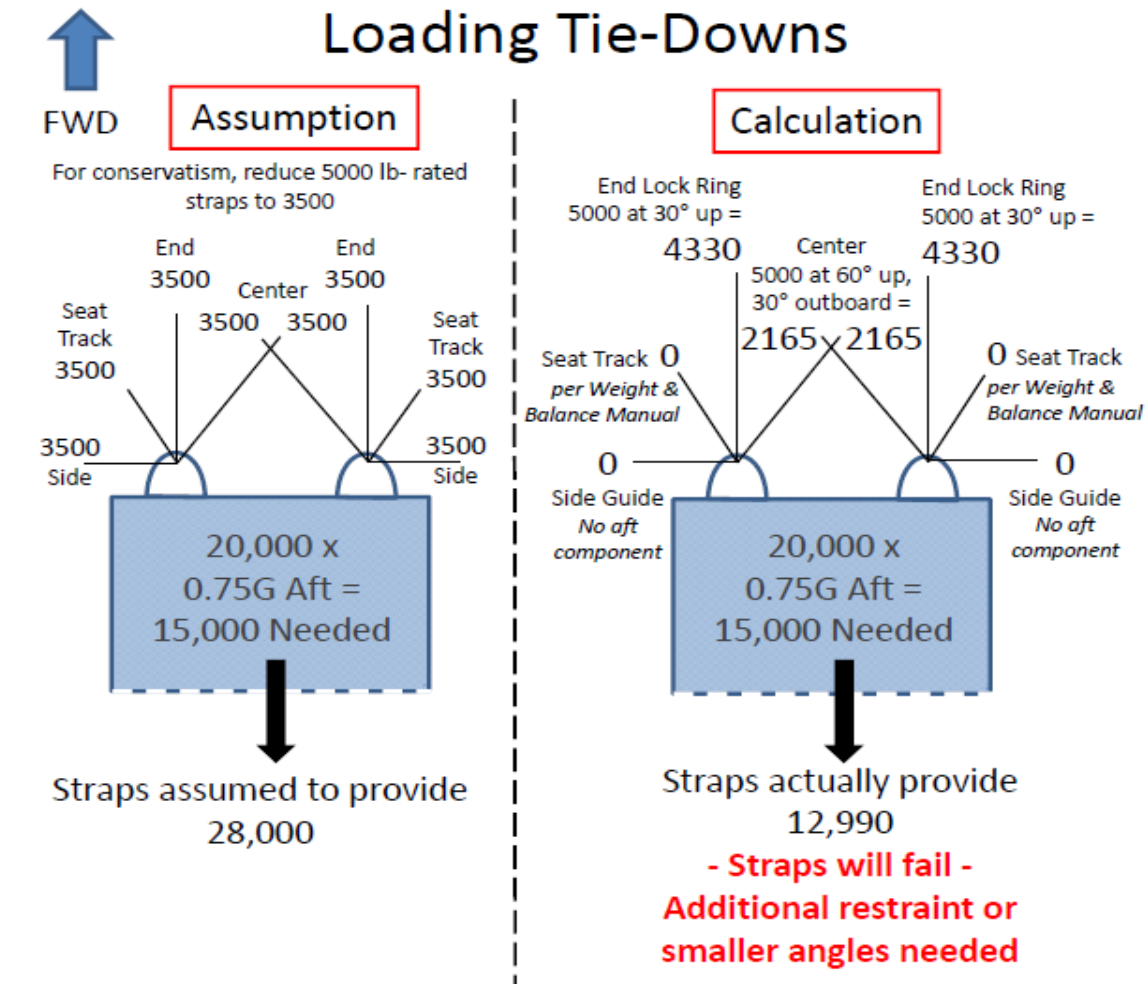 Loading Tie-Downs
FWD
Assumption
For conservatism, reduce 5000 lb- rated
straps to 3500
End
3500
End
3500
Center
3500
3500
Seat
Track
3500
Seat
Track
3500
3500
Side
3500
Side
20,000 x
0.75G Aft =
15,000 Needed
Straps assumed to provide
28,000
Calculation
End Lock Ring
5000 at 30° up =
4330
End Lock Ring
5000 at 30° up =
4330
Center
5000 at 60° up,
30° outboard =
2165
2165
Seat Track 0
per Weight &
Balance Manual
0 Seat Track
per Weight &
Balance Manual
0
Side Guide
No aft
component
0
Side Guide
No aft
component
20,000 x
0.75G Aft =
15,000 Needed
Straps actually provide
12,990
- Straps will fail -
Additional restraint or
smaller angles needed